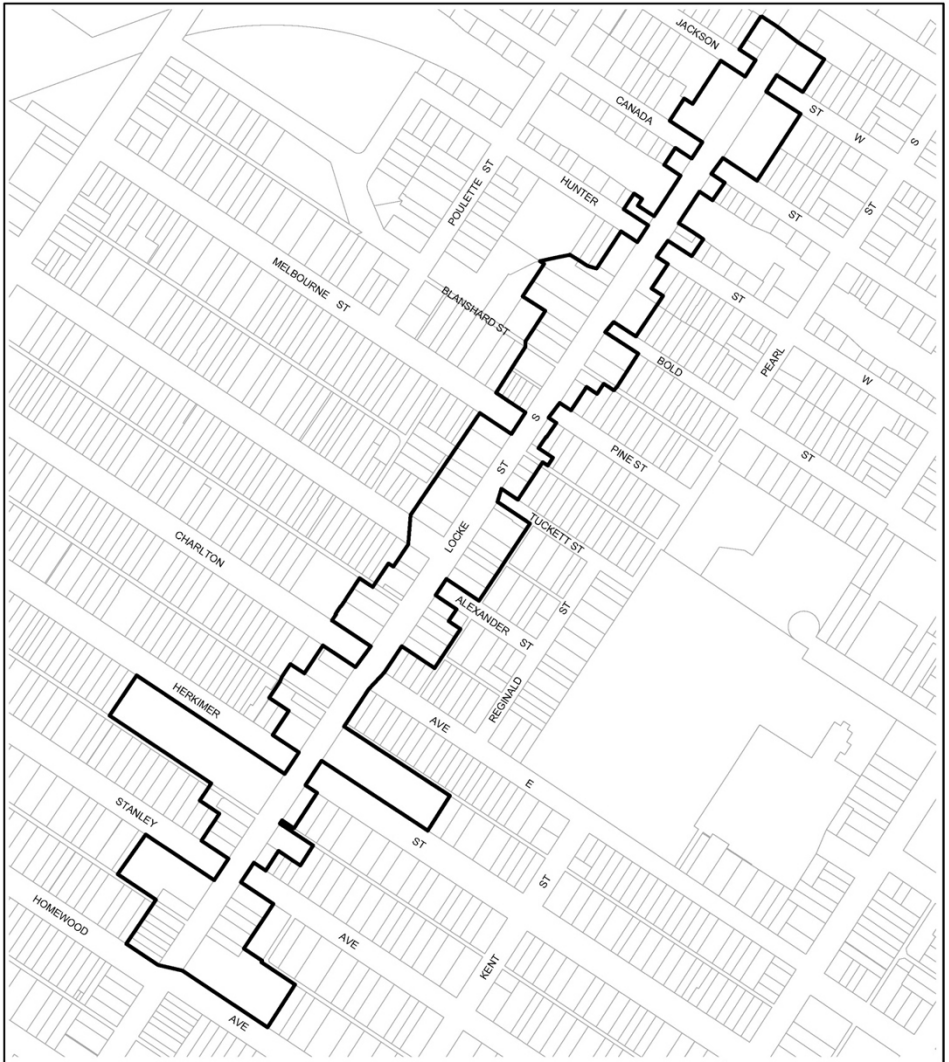 JACKSON
ST
W
S
CANADA
ST
HUNTER
ST
POULETTE ST
ST
W
MELBOURNE ST
BLANSHARD ST
PEARL
BOLD
ST
S
PINE ST
ST
LOCKE
TUCKETT ST
CHARLTON
ALEXANDER ST
ST
REGINALD
HERKIMER
AVE
E
STANLEY
ST
ST
HOMEWOOD
AVE
KENT
AVE